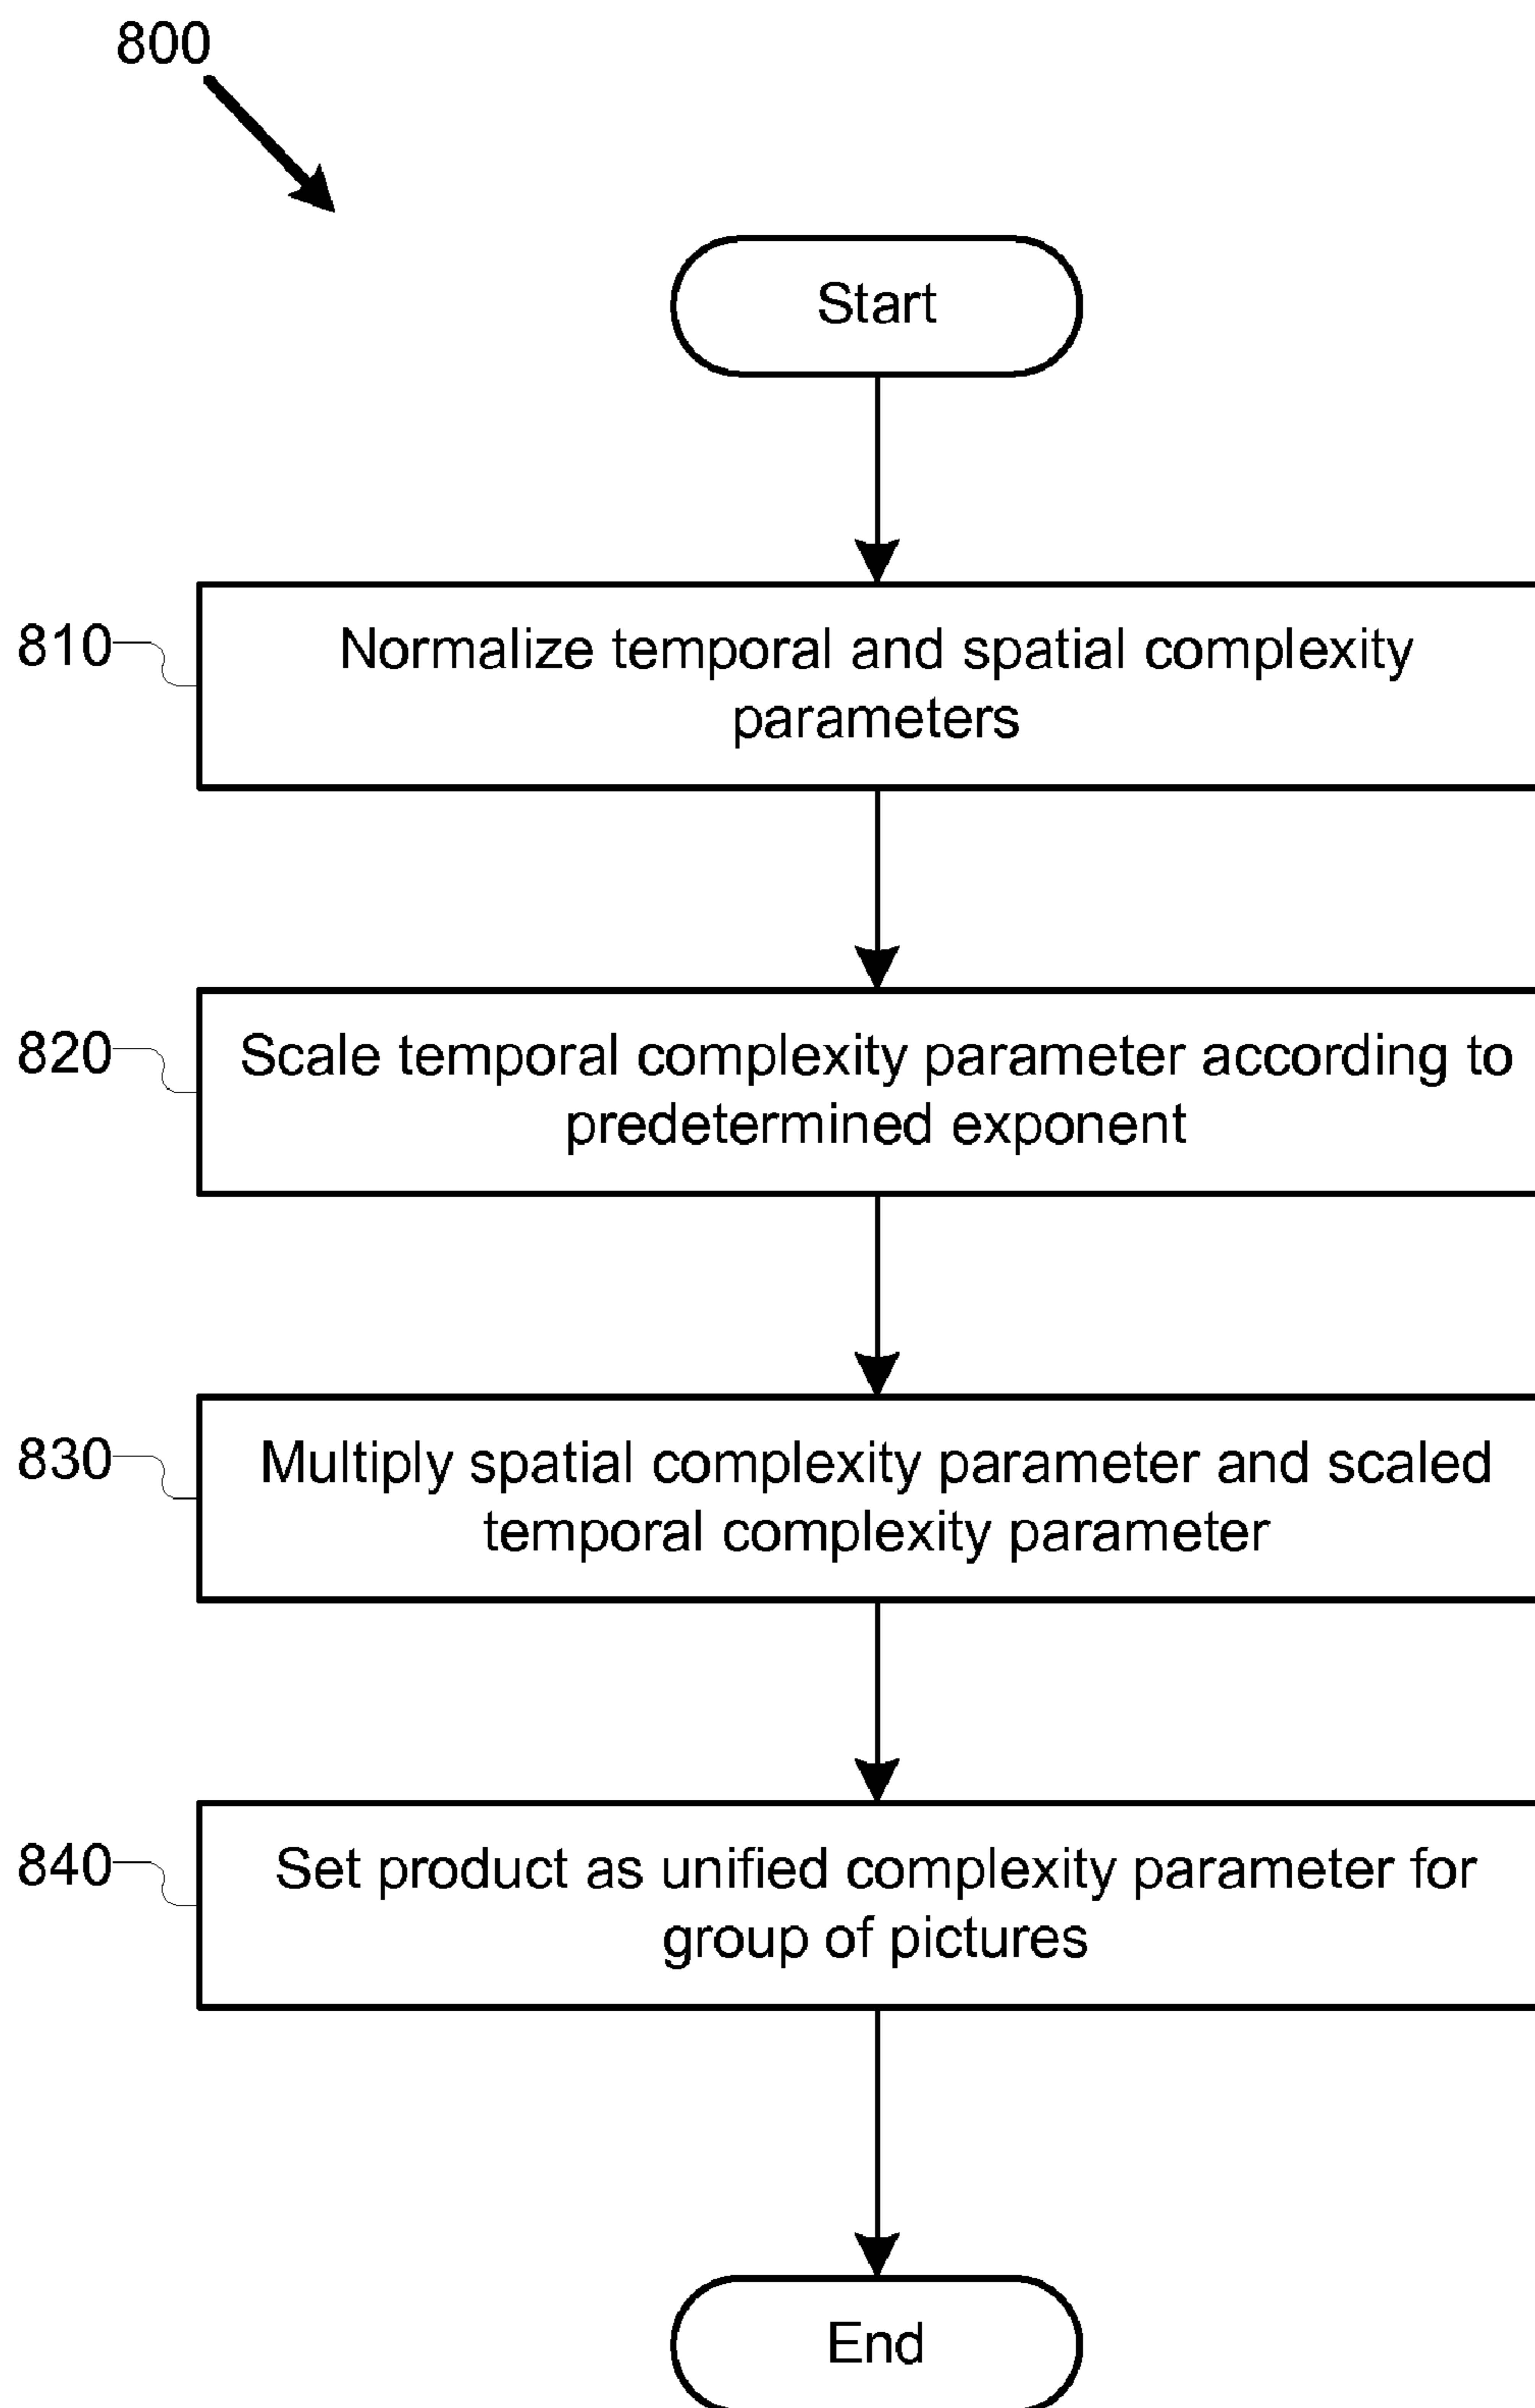 800
Start
810
Normalize temporal and spatial complexity
parameters
820
Scale temporal complexity parameter according to
predetermined exponent
830
Multiply spatial complexity parameter and scaled
temporal complexity parameter
840
Set product as unified complexity parameter for
group of pictures
End